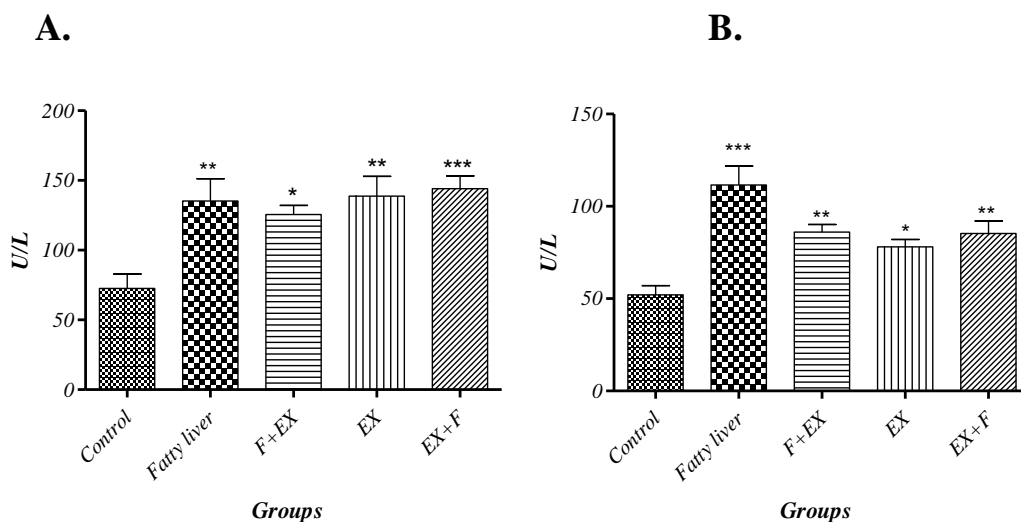 A.
200
150
100
50
0
U/L
**
*
**
***
Control
Fatty liver
F+EX
EX
EX+F
Groups
B.
150
100
50
0
U/L
***
**
*
**
Control
Fatty liver
F+EX
EX
EX+F
Groups